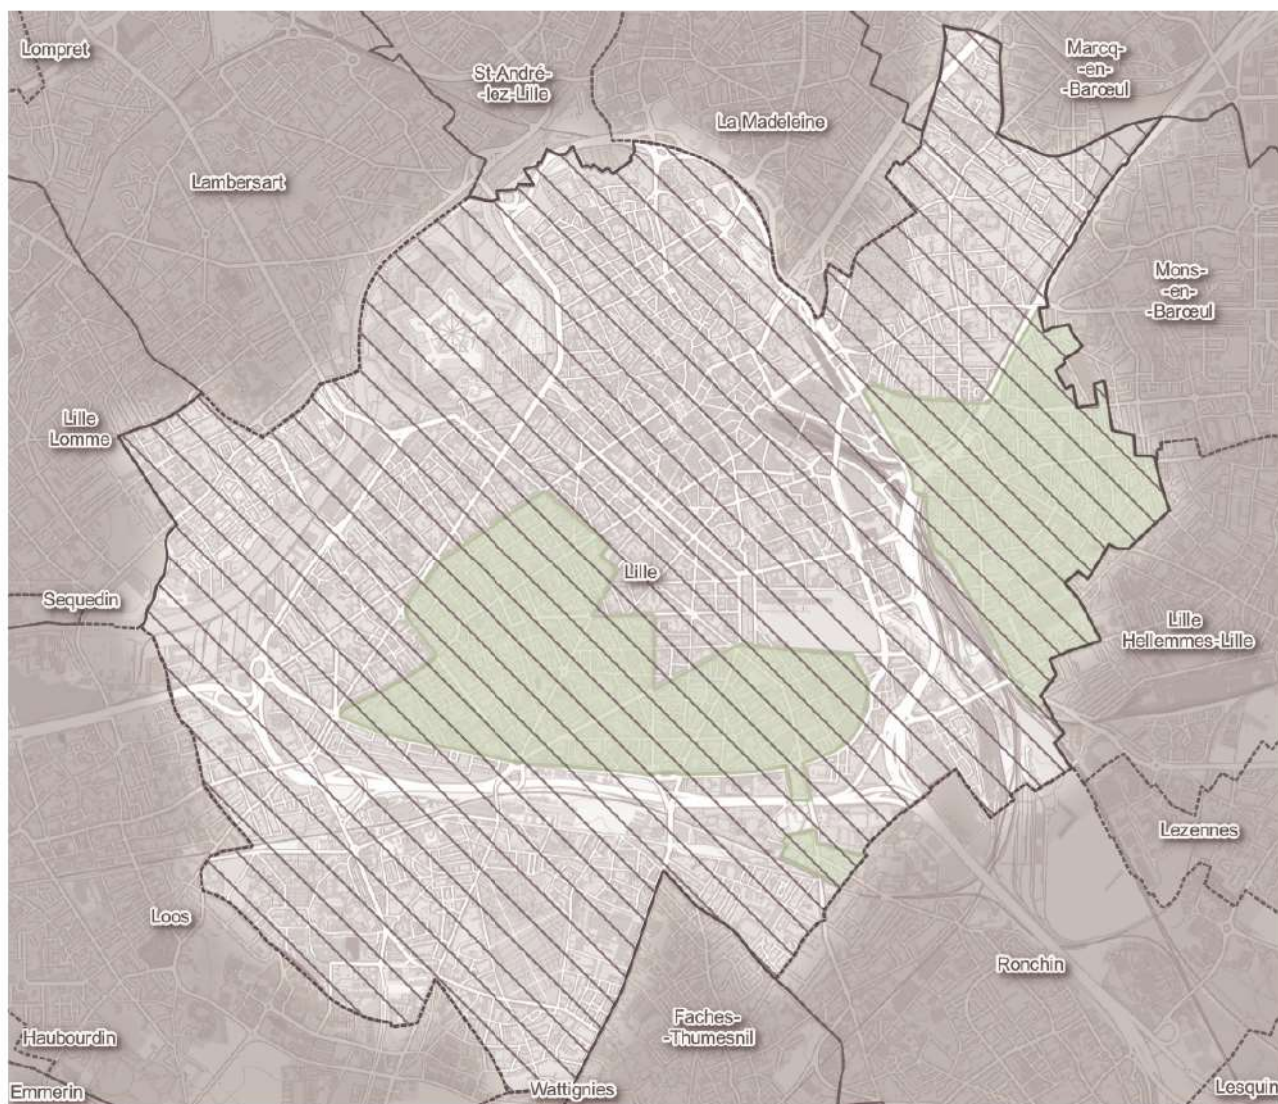 Lompret
St-André-
-lez-Lille
Marcq-
-en-
-Barœul
La Madeleine
Lambersart
Mons-
-en-
-Barœul
Lille
Lomme
Lille
Sequedin
Lille
Hellemmes-Lille
Lezennes
Loos
Ronchin
Haubourdin
Faches-
-Thumesnil
Emmerin
Wattignies
Lesquin